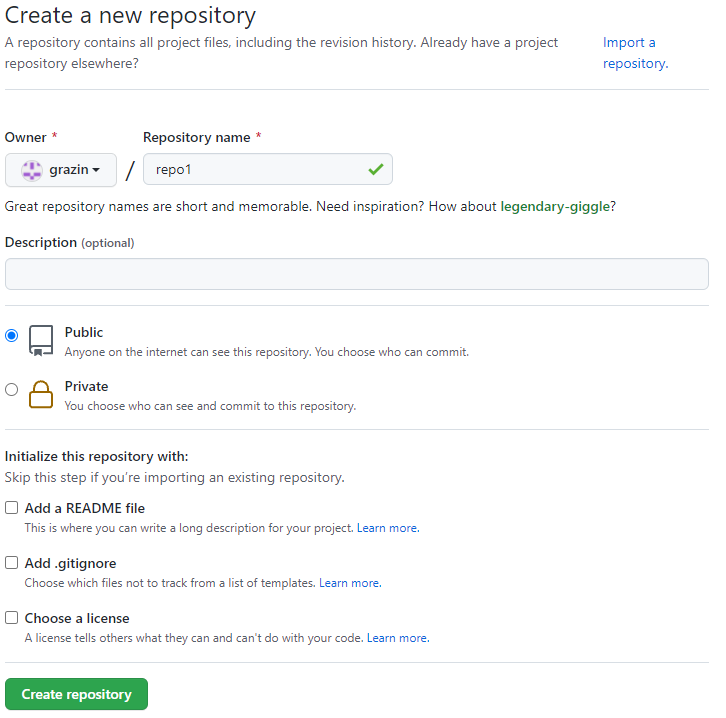 Create a new repository
A repository contains all project files, including the revision history. Already have a project
repository elsewhere?
Import a
repository.
Owner *
Repository name *
grazin
/
repo1
Great repository names are short and memorable. Need inspiration? How about legendary-giggle?
Description (optional)
Public
Anyone on the internet can see this repository. You choose who can commit.
Private
You choose who can see and commit to this repository.
Initialize this repository with:
Skip this step if you're importing an existing repository.
Add a README file
This is where you can write a long description for your project. Learn more.
Add .gitignore
Choose which files not to track from a list of templates. Learn more.
Choose a license
A license tells others what they can and can't do with your code. Learn more.
Create repository